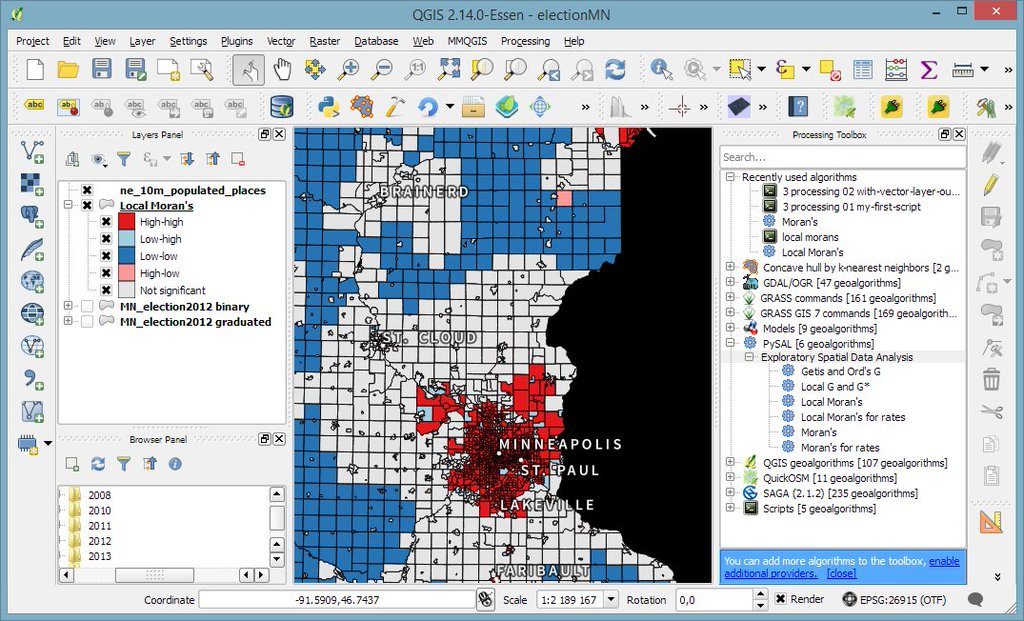 QGIS 2.14.0-Essen - electionMN
Project Edit View Layer Settings Plugins Vector Raster Database Web MMQGIS Processing Help
Layers Panel
ne_10m_populated_places
Local Moran's
High-high
Low-high
Low-low
High-low
Not significant
MN_election2012 binary
MN_election2012 graduated
Browser Panel
2008
2010
2011
2012
2013
BRAINERD
ST. CLOUD
MINNEAPOLIS
ST. PAUL
LAKEVILLE
FARIBAULT
Processing Toolbox
Search...
Recently used algorithms
3 processing 02 with-vector-layer-ou...
3 processing 01 my-first-script
Moran's
local morans
Local Moran's
Concave hull by k-nearest neighbors [2 g...
GDAL/OGR [47 geoalgorithms]
GRASS commands [161 geoalgorithms]
GRASS GIS 7 commands [169 geoalgorith...
Models [9 geoalgorithms]
PySAL [6 geoalgorithms]
Exploratory Spatial Data Analysis
Getis and Ord's G
Local G and G*
Local Moran's
Local Moran's for rates
Moran's
Moran's for rates
QGIS geoalgorithms [107 geoalgorithms]
QuickOSM [11 geoalgorithms]
SAGA (2.1.2) [235 geoalgorithms]
Scripts [5 geoalgorithms]
You can add more algorithms to the toolbox, enable
additional providers. [close]
Coordinate -91.5909,46.7437 Scale 1:2 189 167 Rotation 0,0 Render EPSG:26915 (OTF)